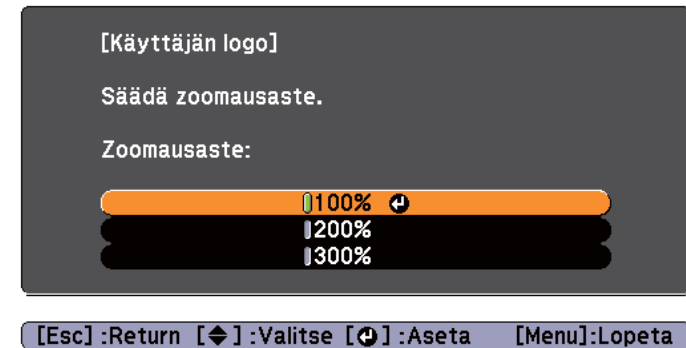 [Käyttäjän logo]
Säädä zoomausaste.
Zoomausaste:
100%
200%
300%
[Esc] :Return [◆] :Valitse [⏎] :Aseta [Menu]:Lopeta